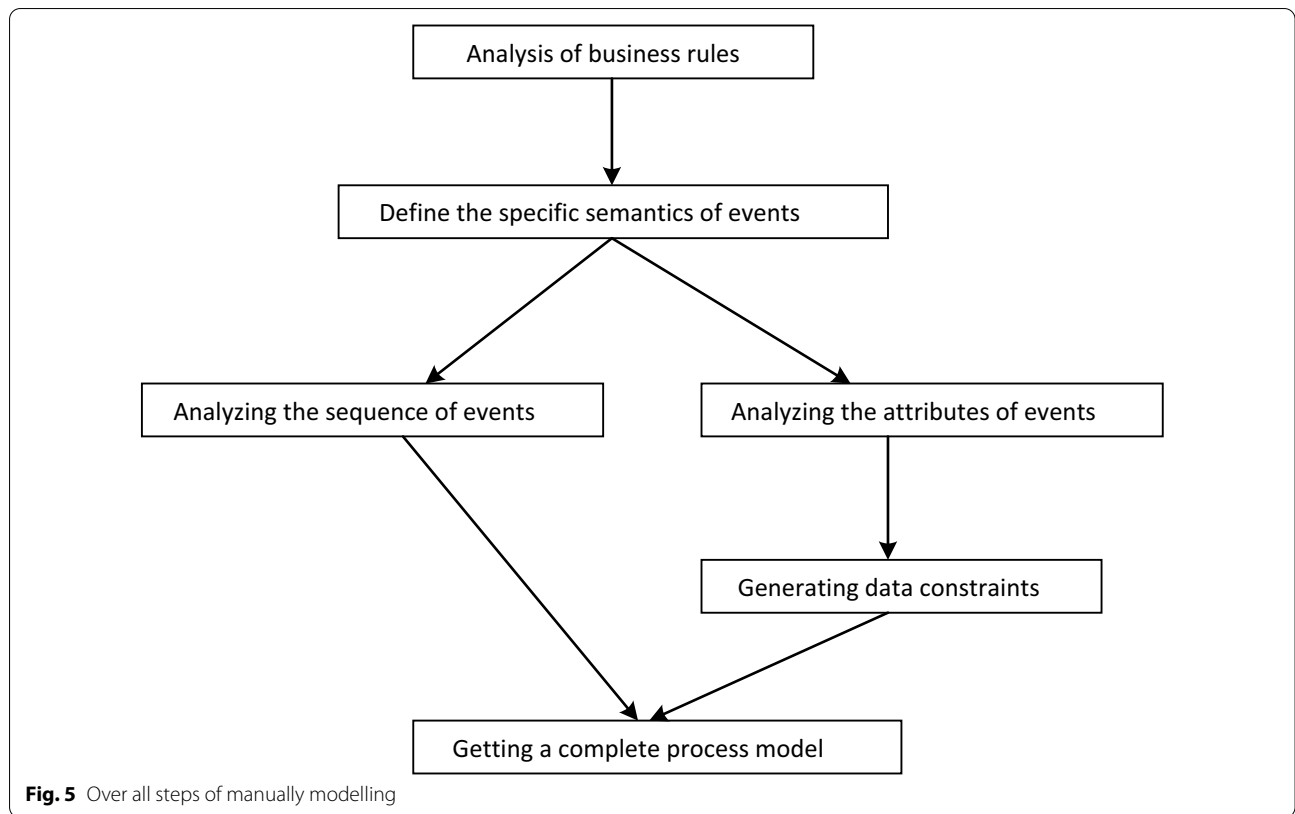 Analysis of business rules
Define the specific semantics of events
Analyzing the sequence of events
Analyzing the attributes of events
Generating data constraints
Getting a complete process model
Fig. 5 Over all steps of manually modelling